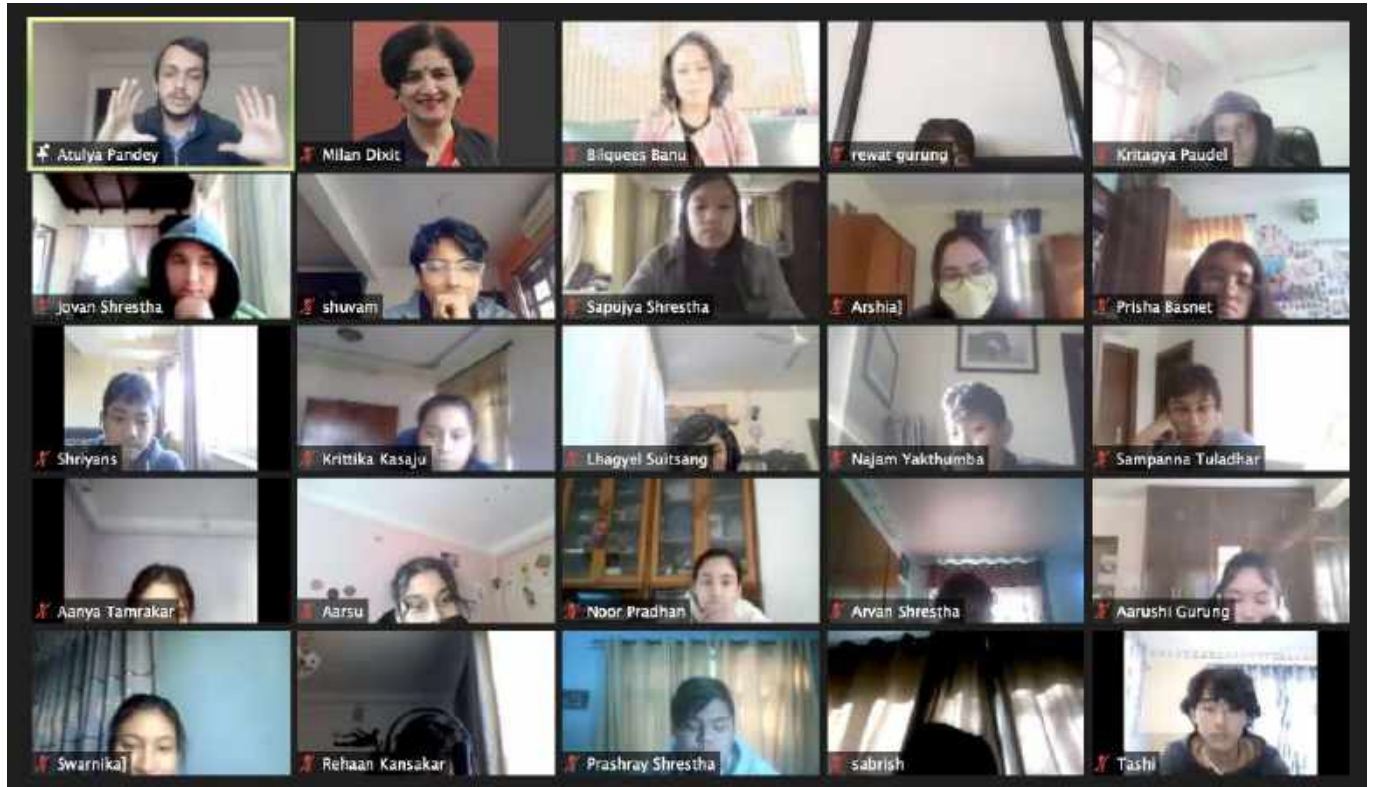 Atulya Pandey
Milan Dixit
Bilquees Banu
rewat gurung
Kritagya Paudel
Jovan Shrestha
shuvam
Sapujya Shrestha
Arshia]
Prisha Basnet
Shriyans
Krittika Kasaju
Lhagyel Suitsang
Najam Yakthumba
Sampanna Tuladhar
Aanya Tamrakar
Aarsu
Noor Pradhan
Arvan Shrestha
Aarushi Gurung
Swarnika]
Rehaan Kansakar
Prashray Shrestha
sabrish
Tashi